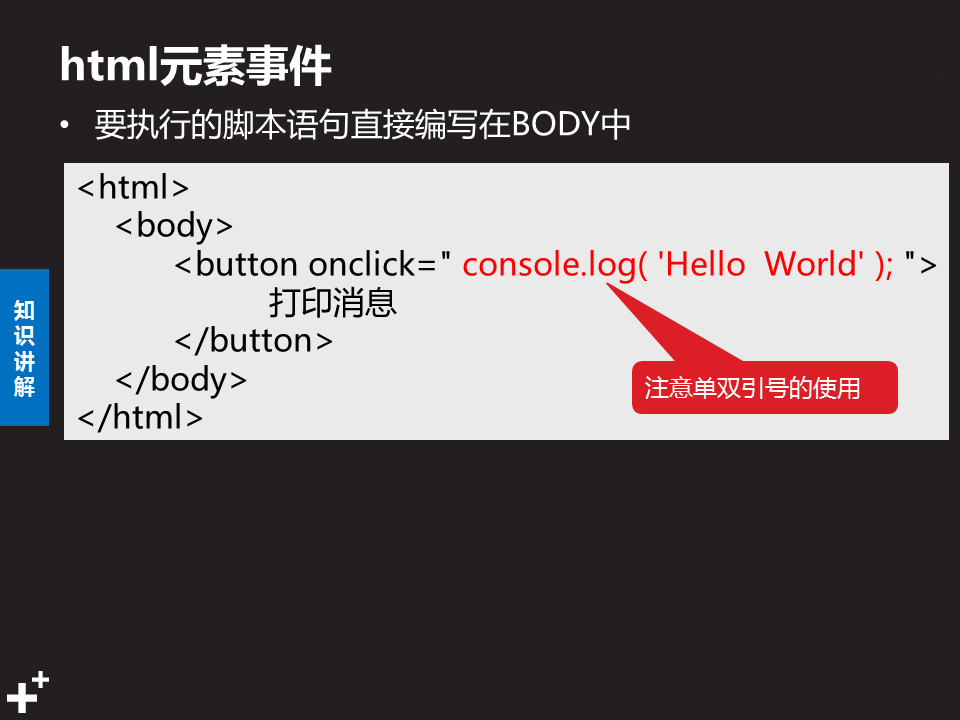 html元素事件
• 要执行的脚本语句直接编写在BODY中
<html>
<body>
<button onclick=" console.log( 'Hello  World' ); ">
打印消息
</button>
</body>
</html>
注意单双引号的使用
知
识
讲
解